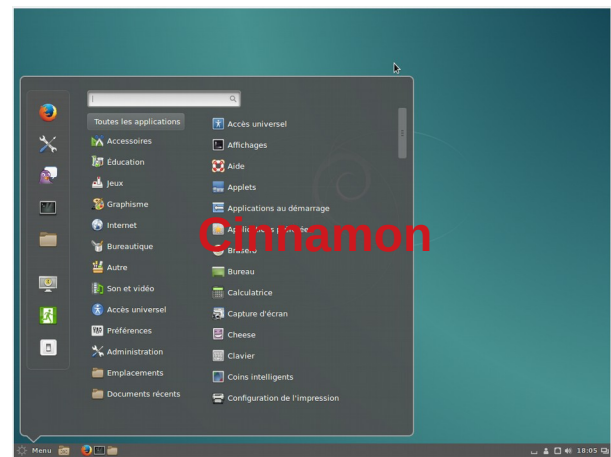 Toutes les applications
Accessoires
Éducation
Jeux
Graphisme
Internet
Bureautique
Autre
Son et vidéo
Accès universel
Préférences
Administration
Emplacements
Documents récents
Accès universel
Affichages
Aide
Applets
Applications au démarrage
Cinnamon
Brasero
Bureau
Calculatrice
Capture d'écran
Cheese
Clavier
Coins intelligents
Configuration de l'impression
Menu
18:05